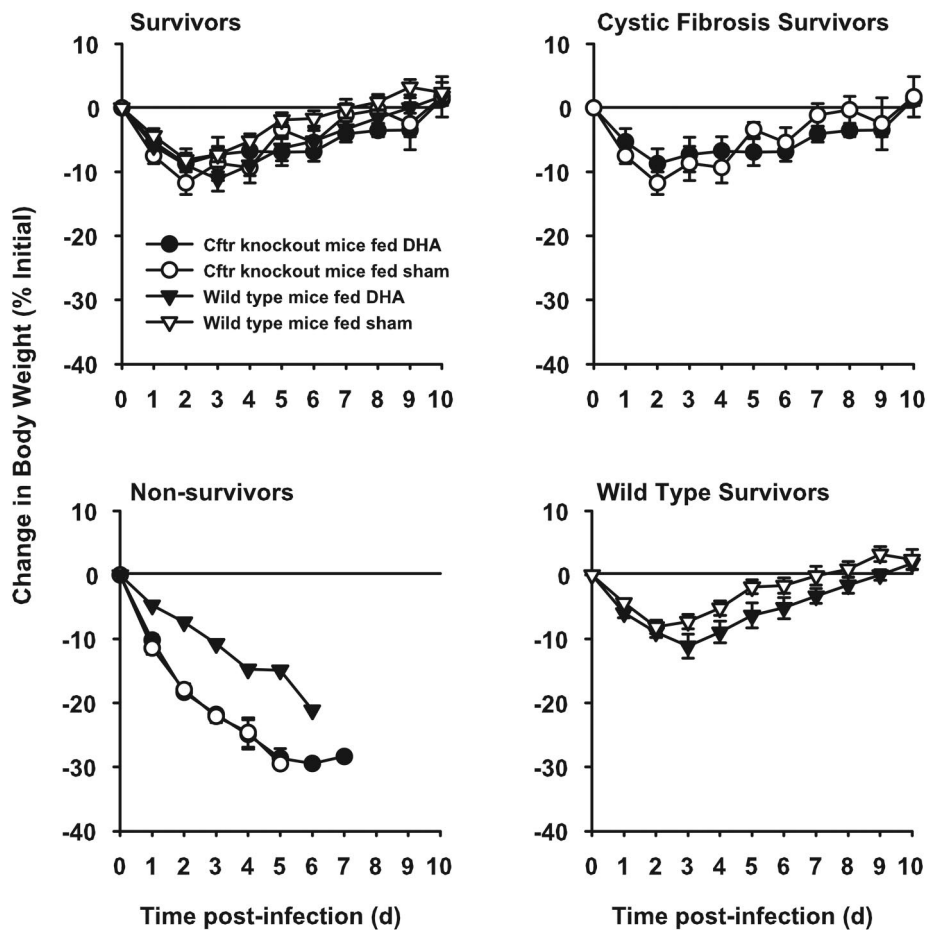 Change in Body Weight (% Initial)
Survivors
10
0
-10
-20
-30
-40
Cftr knockout mice fed DHA
Cftr knockout mice fed sham
Wild type mice fed DHA
Wild type mice fed sham
0 1 2 3 4 5 6 7 8 9 10
Cystic Fibrosis Survivors
10
0
-10
-20
-30
-40
0 1 2 3 4 5 6 7 8 9 10
Non-survivors
10
0
-10
-20
-30
-40
0 1 2 3 4 5 6 7 8 9 10
Time post-infection (d)
Wild Type Survivors
10
0
-10
-20
-30
-40
0 1 2 3 4 5 6 7 8 9 10
Time post-infection (d)